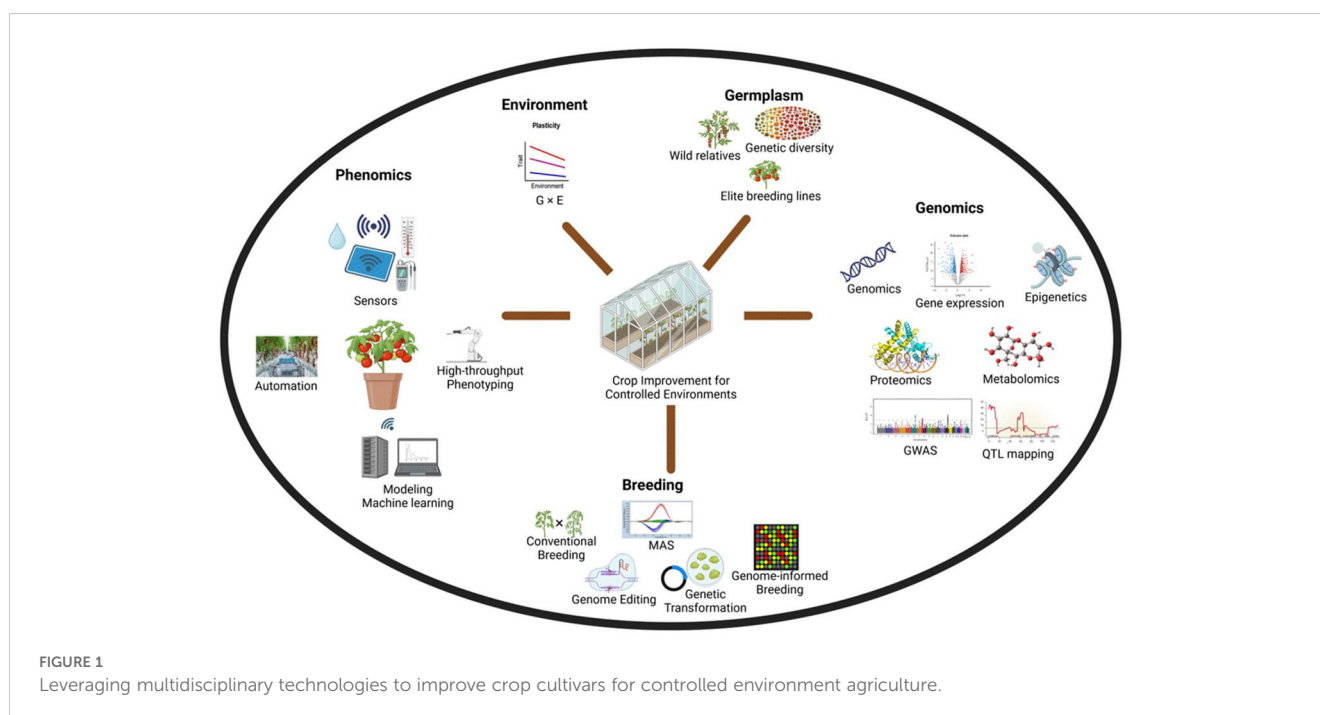 Environment
Plasticity
Trait
Environment
G × E
Germplasm
Wild relatives
Genetic diversity
Elite breeding lines
Phenomics
Sensors
Automation
High-throughput
Phenotyping
Modeling
Machine learning
Genomics
Genomics
Volcano plot
Gene expression
Epigenetics
Proteomics
Metabolomics
GWAS
QTL mapping
Crop Improvement for
Controlled Environments
Breeding
×
Conventional
Breeding
MAS
Genome Editing
Genetic
Transformation
Genome-informed
Breeding
FIGURE 1
Leveraging multidisciplinary technologies to improve crop cultivars for controlled environment agriculture.